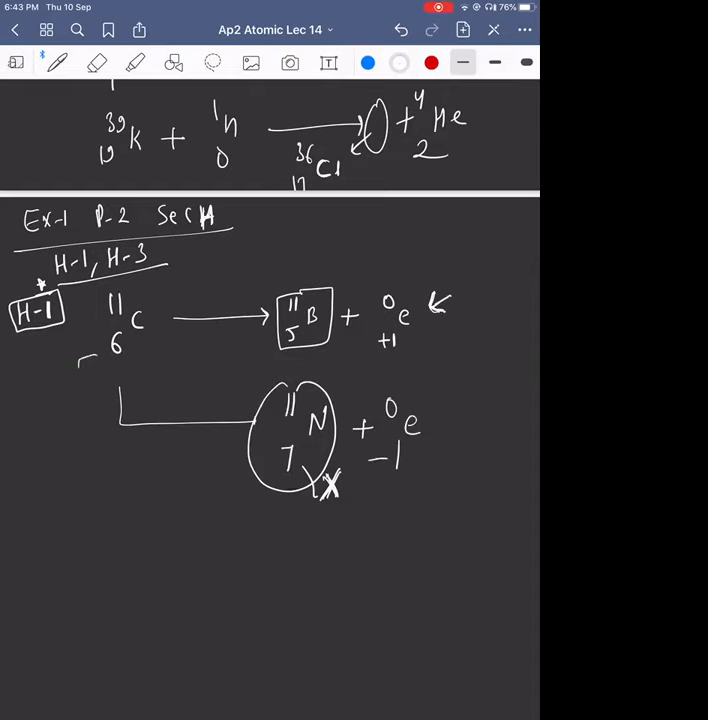 6:43 PM Thu 10 Sep 76%
Ap2 Atomic Lec 14
39 19 K + 1 0 n → + 4 2 He
36 17 Cl
Ex-1 P-2 Sec H
H-1, H-3
H-1 11 6 C → 11 5 B + 0 +1 e
11 7 N + 0 -1 e
X